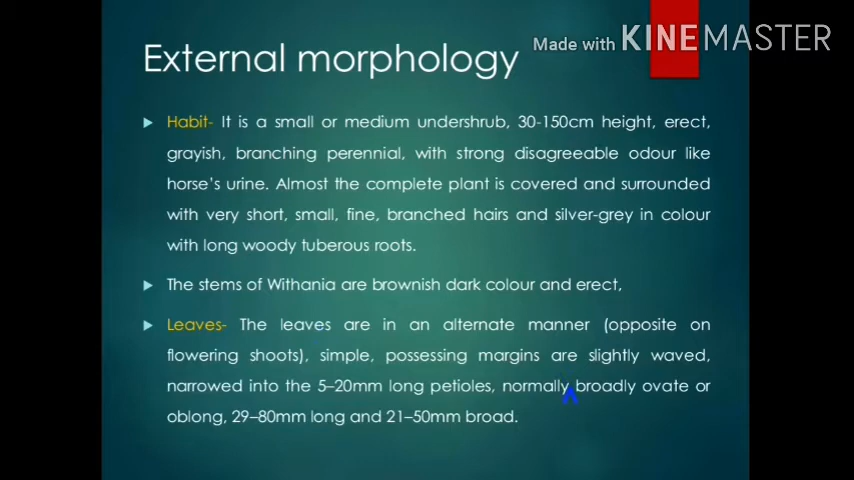 External morphology
Made with KINEMASTER
Habit- It is a small or medium undershrub, 30-150cm height, erect,
grayish, branching perennial, with strong disagreeable odour like
horse's urine. Almost the complete plant is covered and surrounded
with very short, small, fine, branched hairs and silver-grey in colour
with long woody tuberous roots.
The stems of Withania are brownish dark colour and erect,
Leaves- The leaves are in an alternate manner (opposite on
flowering shoots), simple, possessing margins are slightly waved,
narrowed into the 5–20mm long petioles, normally broadly ovate or
oblong, 29–80mm long and 21–50mm broad.